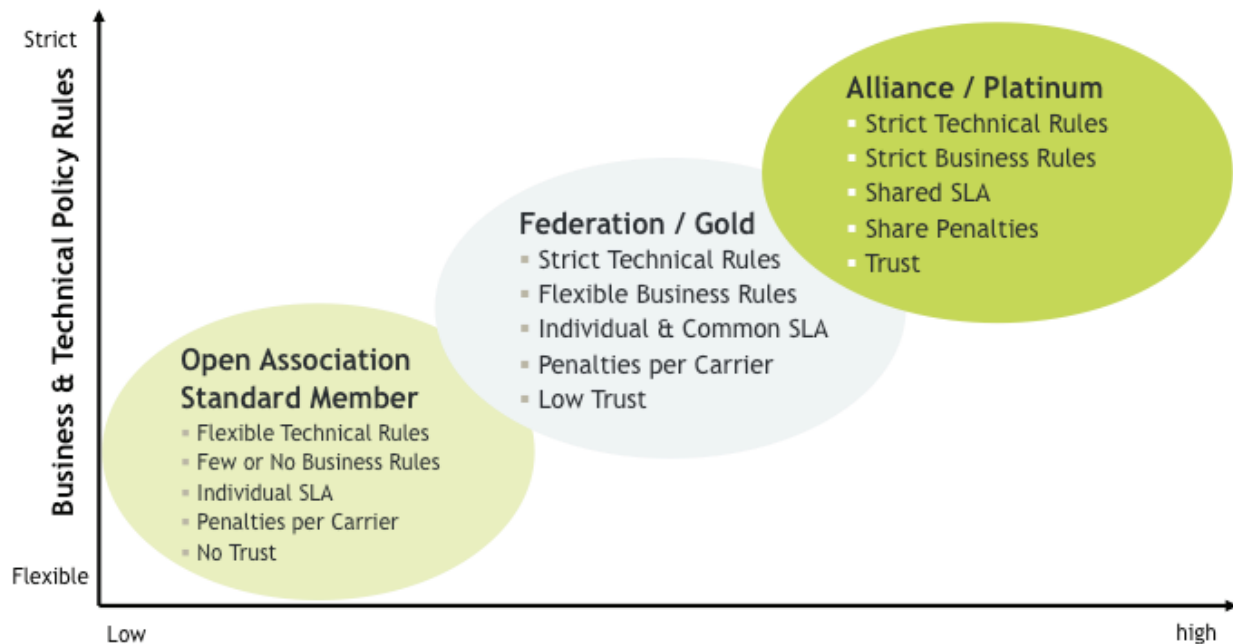 Strict
Business & Technical Policy Rules
Flexible
Alliance / Platinum
▪ Strict Technical Rules
▪ Strict Business Rules
▪ Shared SLA
▪ Share Penalties
▪ Trust
Federation / Gold
▪ Strict Technical Rules
▪ Flexible Business Rules
▪ Individual & Common SLA
▪ Penalties per Carrier
▪ Low Trust
Open Association
Standard Member
▪ Flexible Technical Rules
▪ Few or No Business Rules
▪ Individual SLA
▪ Penalties per Carrier
▪ No Trust
Low
high